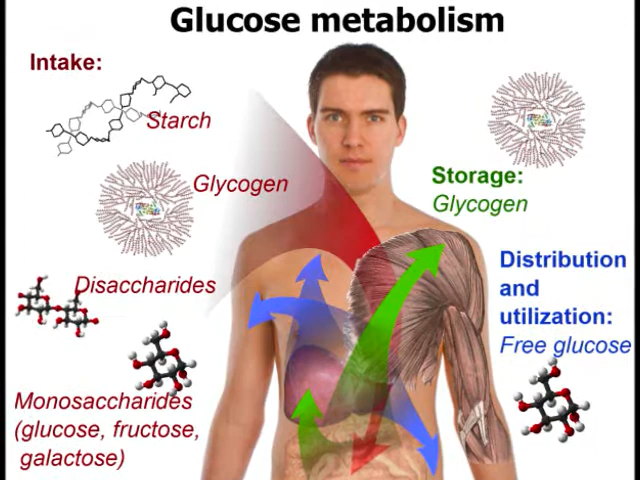 Glucose metabolism
Intake:
Starch
Glycogen
Disaccharides
Monosaccharides
(glucose, fructose,
galactose)
Storage:
Glycogen
Distribution
and
utilization:
Free glucose